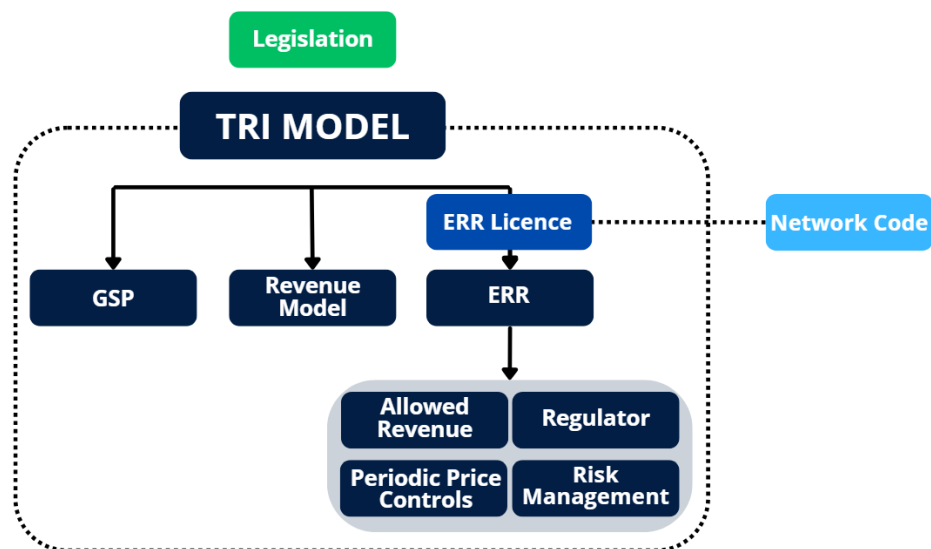 Legislation
TRI MODEL
ERR Licence
Network Code
GSP
Revenue
Model
ERR
Allowed
Revenue
Regulator
Periodic Price
Controls
Risk
Management